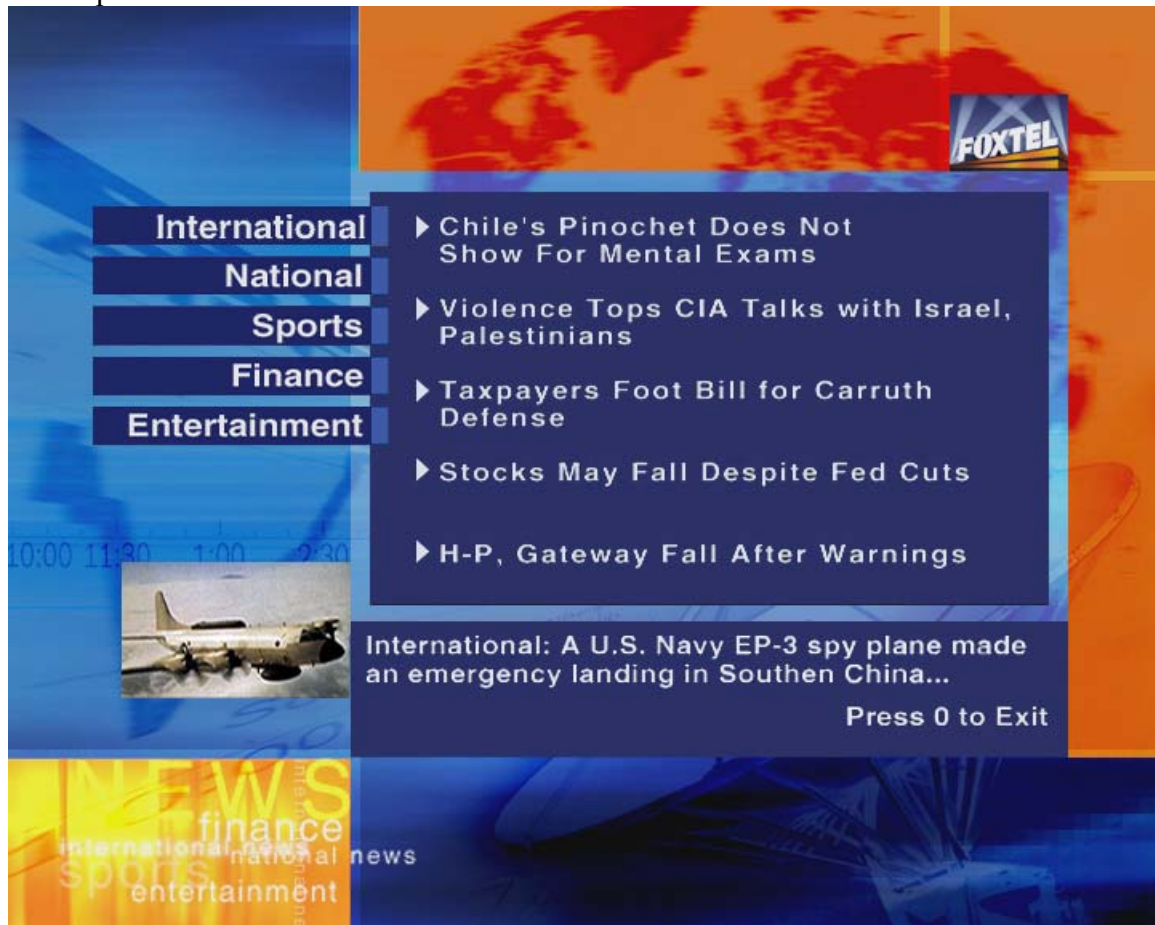 FOXTEL
International
National
Sports
Finance
Entertainment
Chile's Pinochet Does Not
Show For Mental Exams
Violence Tops CIA Talks with Israel,
Palestinians
Taxpayers Foot Bill for Carruth
Defense
Stocks May Fall Despite Fed Cuts
H-P, Gateway Fall After Warnings
10:00 11:30 1:00 2:30
International: A U.S. Navy EP-3 spy plane made
an emergency landing in Southen China...
Press 0 to Exit
NEWS
finance
international news
national news
sports
entertainment